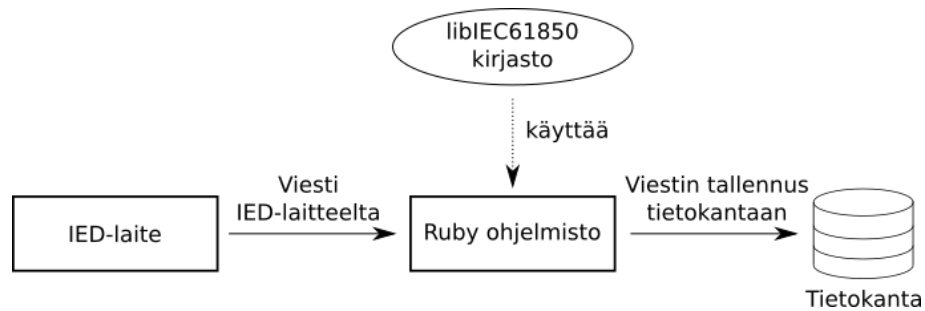 libIEC61850
kirjasto
käyttää
Viesti
IED-laitteelta
Viestin tallennus
tietokantaan
IED-laite
Ruby ohjelmisto
Tietokanta